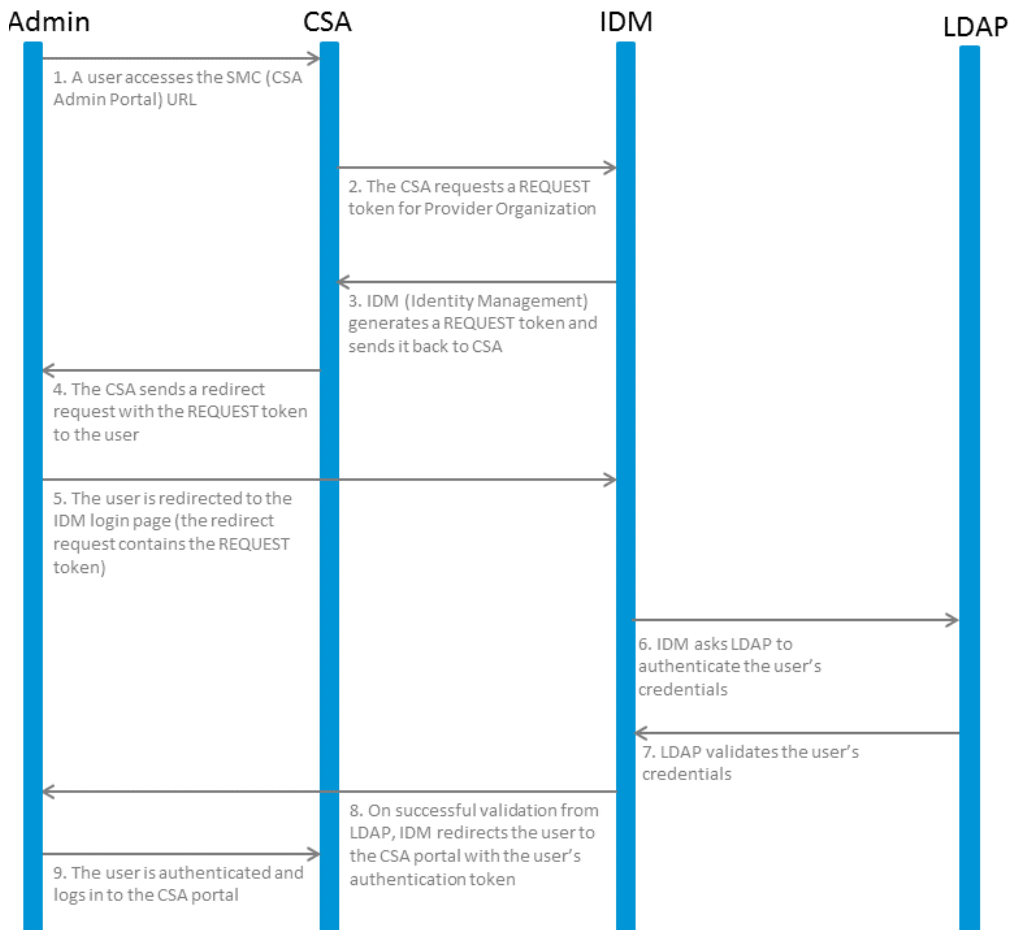 Admin
CSA
IDM
LDAP
1. A user accesses the SMC (CSA
Admin Portal) URL
2. The CSA requests a REQUEST
token for Provider Organization
3. IDM (Identity Management)
generates a REQUEST token and
sends it back to CSA
4. The CSA sends a redirect
request with the REQUEST token
to the user
5. The user is redirected to the
IDM login page (the redirect
request contains the REQUEST
token)
6. IDM asks LDAP to
authenticate the user’s
credentials
7. LDAP validates the user’s
credentials
8. On successful validation from
LDAP, IDM redirects the user to
the CSA portal with the user’s
authentication token
9. The user is authenticated and
logs in to the CSA portal